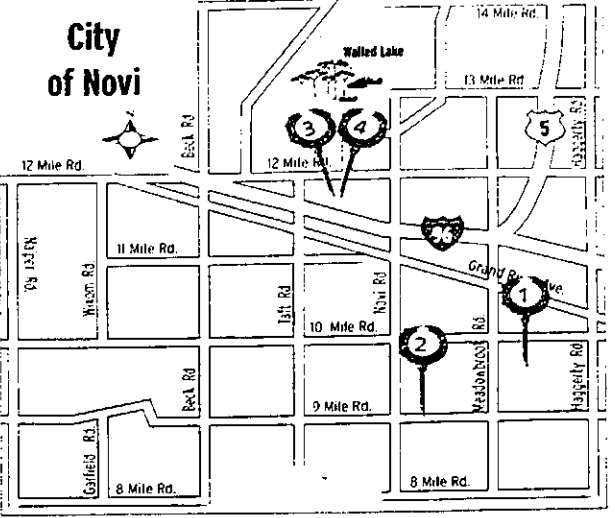 City
of Novi
14 Mile Rd.
Walled Lake
13 Mile Rd.
3
4
5
Haggerty Rd.
Beck Rd
12 Mile Rd.
12 Mile Rd.
11 Mile Rd.
Wixom Rd.
Grand Ave.
1
Taft Rd
Novi Rd.
10 Mile Rd.
2
Meadowbrook Rd.
Haggerty Rd
Beck Rd
9 Mile Rd.
Garfield Rd.
8 Mile Rd.
8 Mile Rd.